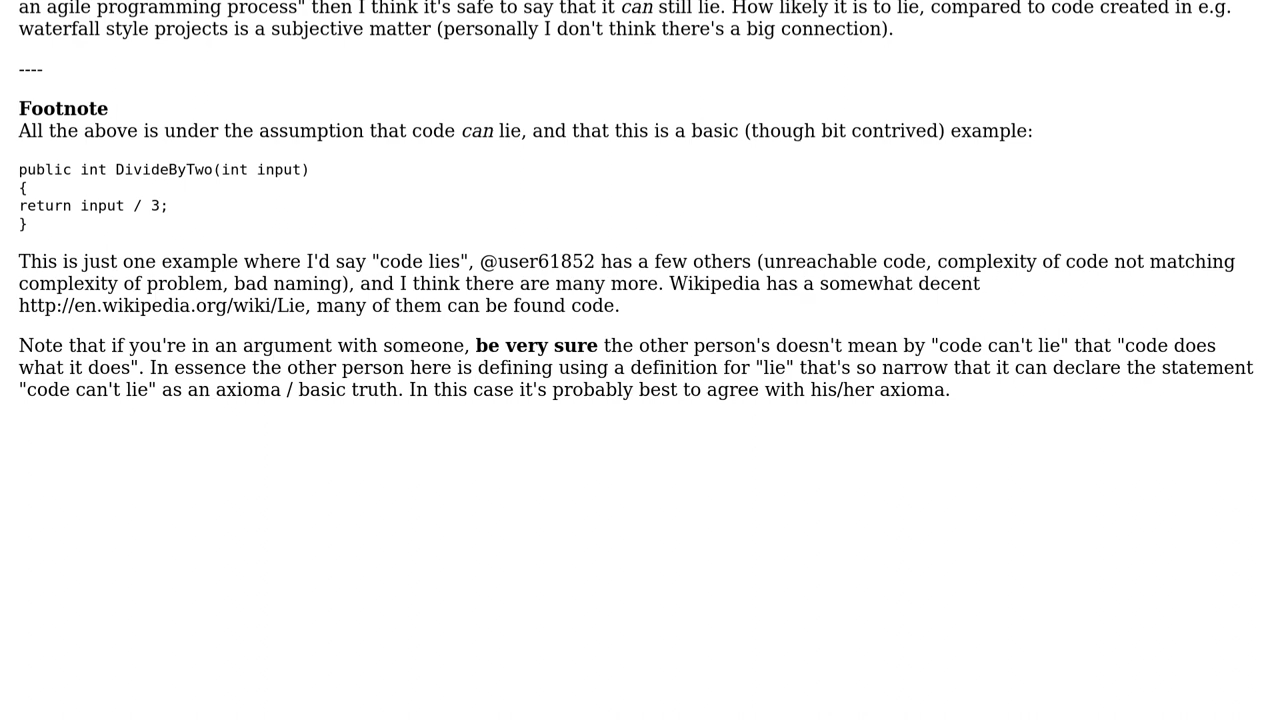 an agile programming process" then I think it's safe to say that it can still lie. How likely it is to lie, compared to code created in e.g.
waterfall style projects is a subjective matter (personally I don't think there's a big connection).
----
Footnote
All the above is under the assumption that code can lie, and that this is a basic (though bit contrived) example:
public int DivideByTwo(int input)
{
return input / 3;
}
This is just one example where I'd say "code lies", @user61852 has a few others (unreachable code, complexity of code not matching
complexity of problem, bad naming), and I think there are many more. Wikipedia has a somewhat decent
http://en.wikipedia.org/wiki/Lie, many of them can be found code.
Note that if you're in an argument with someone, be very sure the other person's doesn't mean by "code can't lie" that "code does
what it does". In essence the other person here is defining using a definition for "lie" that's so narrow that it can declare the statement
"code can't lie" as an axioma / basic truth. In this case it's probably best to agree with his/her axioma.